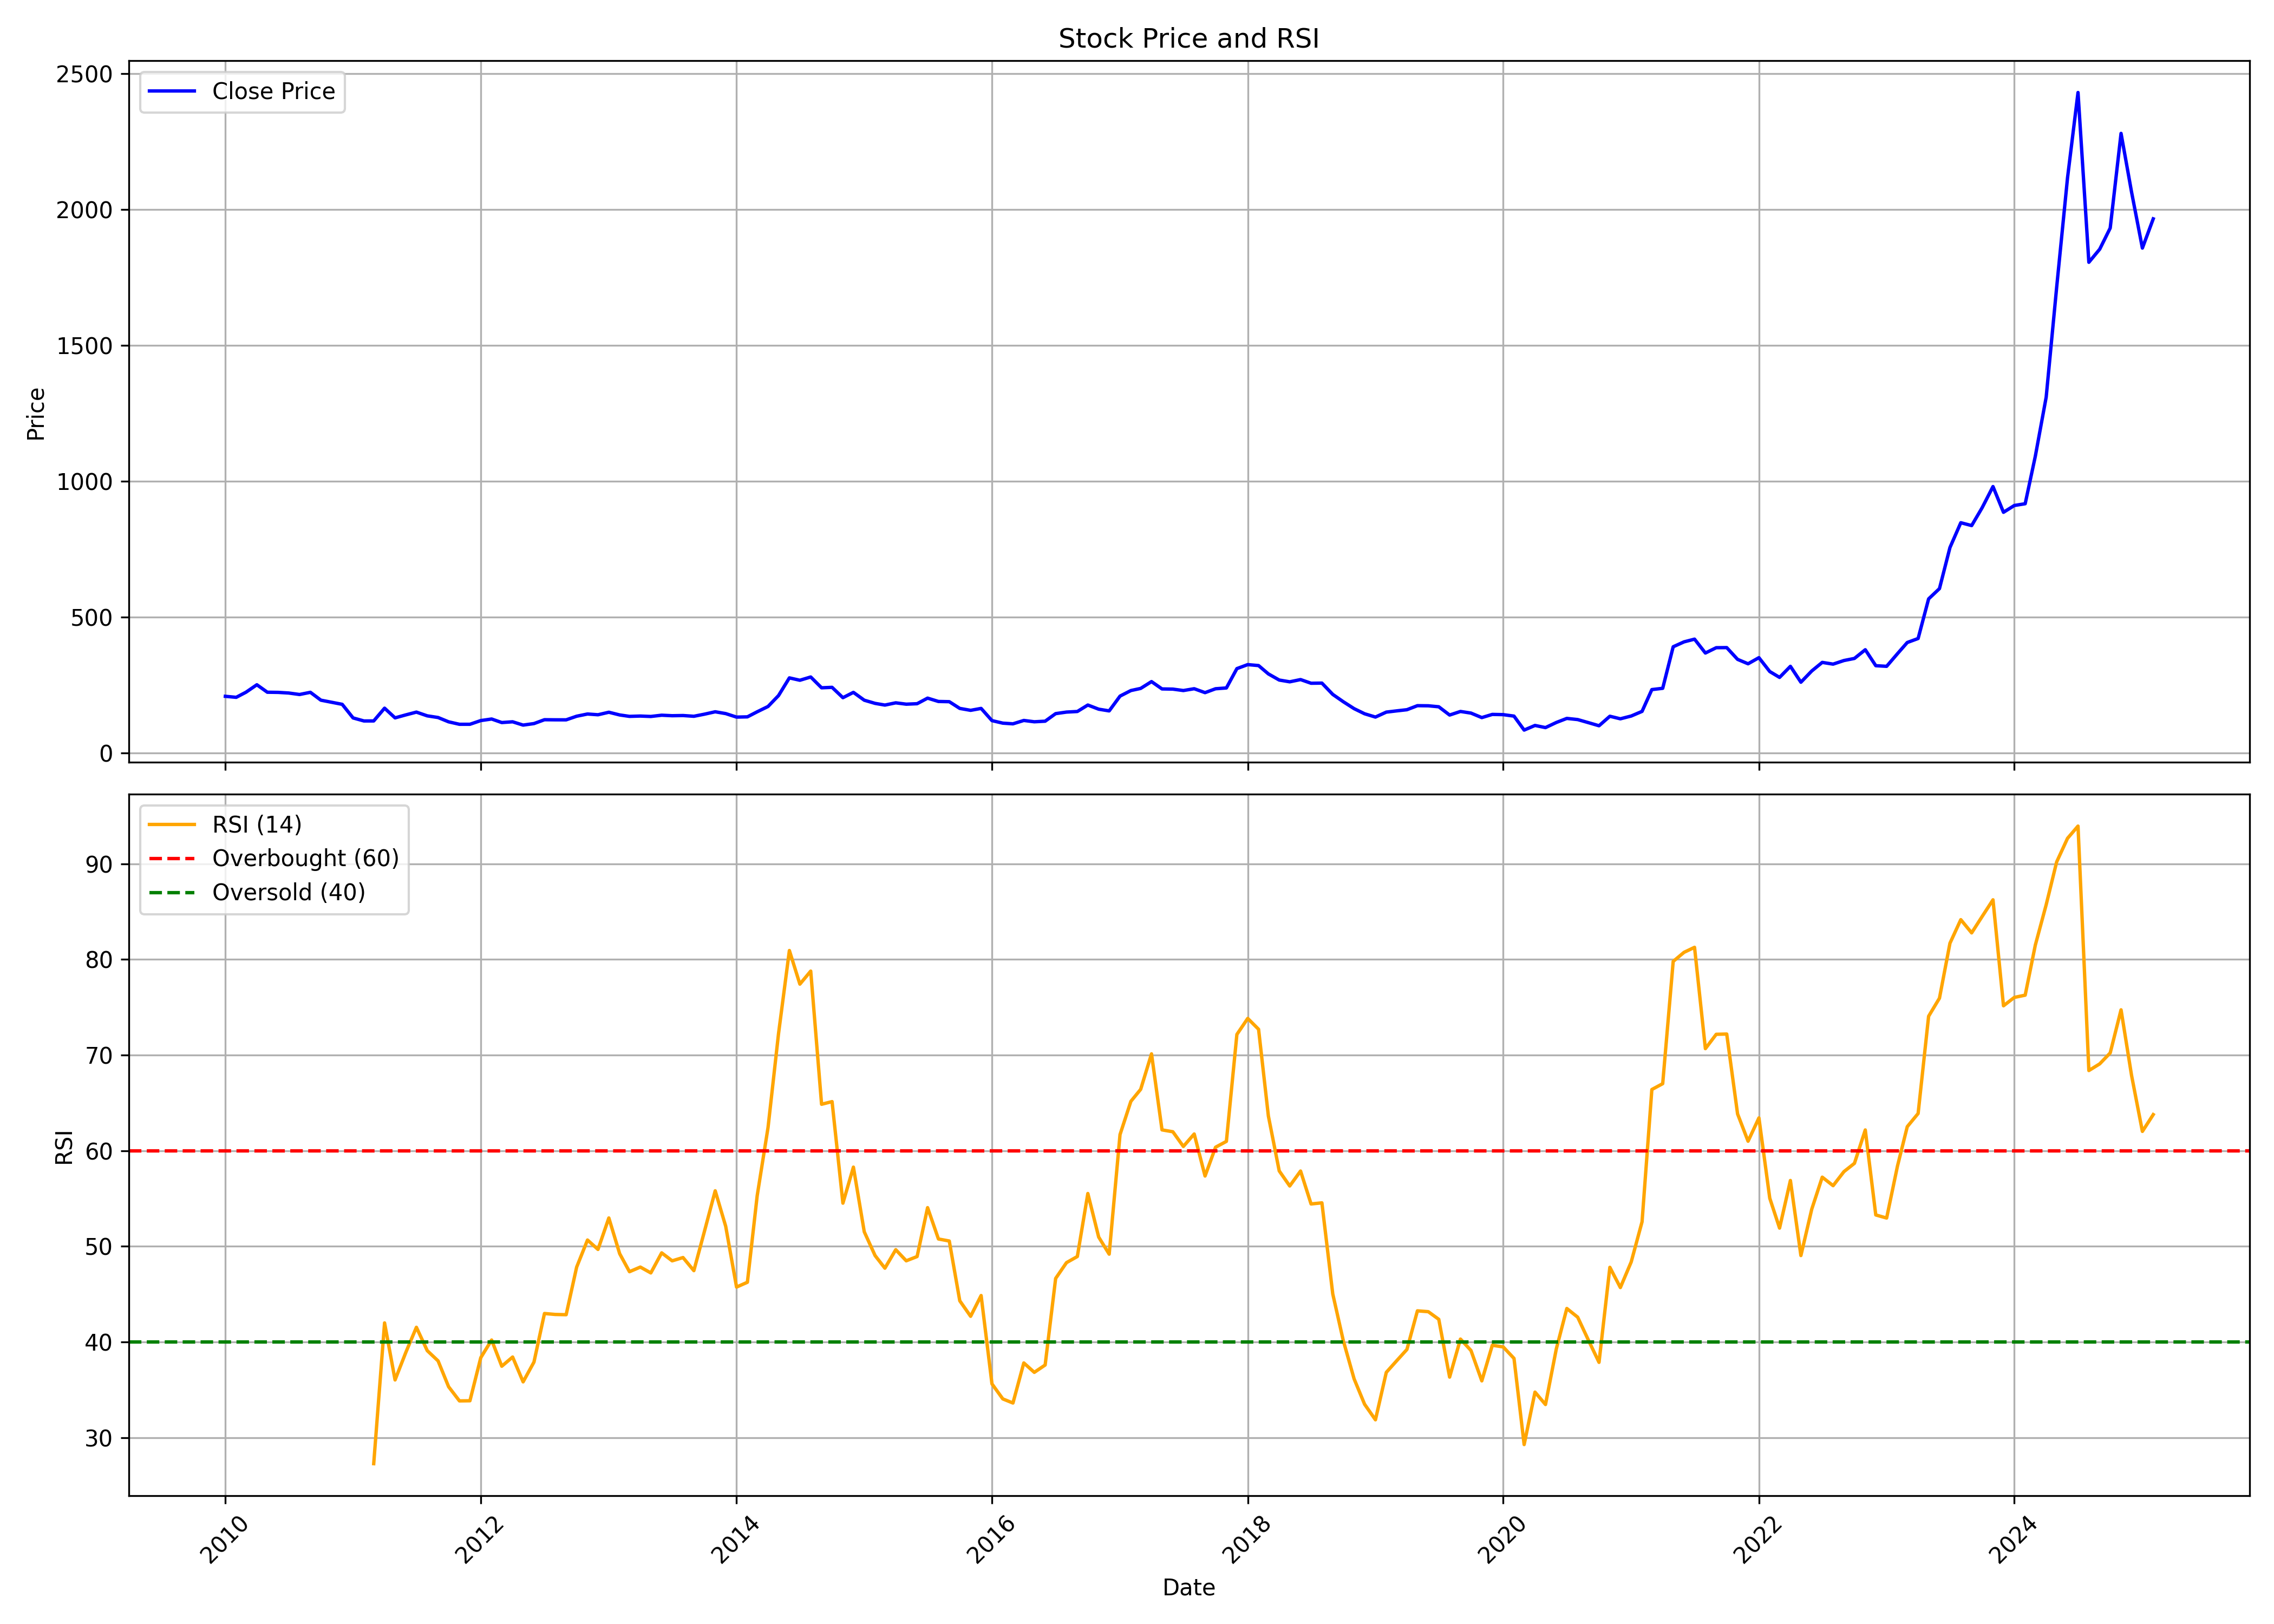 Stock Price and RSI
2500
2000
1500
1000
500
0
Price
Close Price
90
80
70
60
50
40
30
RSI
RSI (14)
Overbought (60)
Oversold (40)
2010
2012
2014
2016
2018
2020
2022
2024
Date